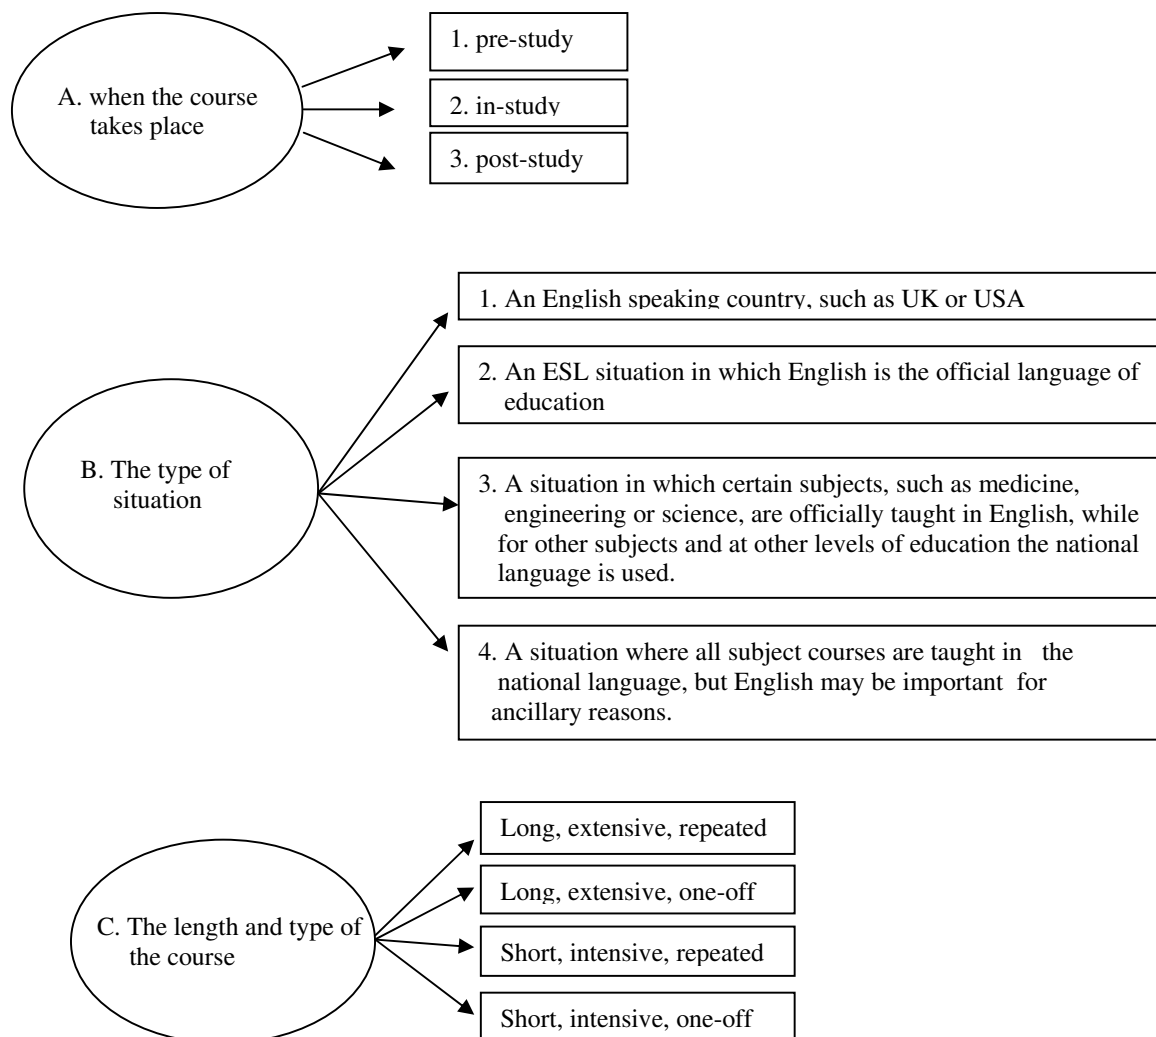 A. when the course
takes place
1. pre-study
2. in-study
3. post-study
B. The type of
situation
1. An English speaking country, such as UK or USA
2. An ESL situation in which English is the official language of
education
3. A situation in which certain subjects, such as medicine,
engineering or science, are officially taught in English, while
for other subjects and at other levels of education the national
language is used.
4. A situation where all subject courses are taught in the
national language, but English may be important for
ancillary reasons.
C. The length and type of
the course
Long, extensive, repeated
Long, extensive, one-off
Short, intensive, repeated
Short, intensive, one-off